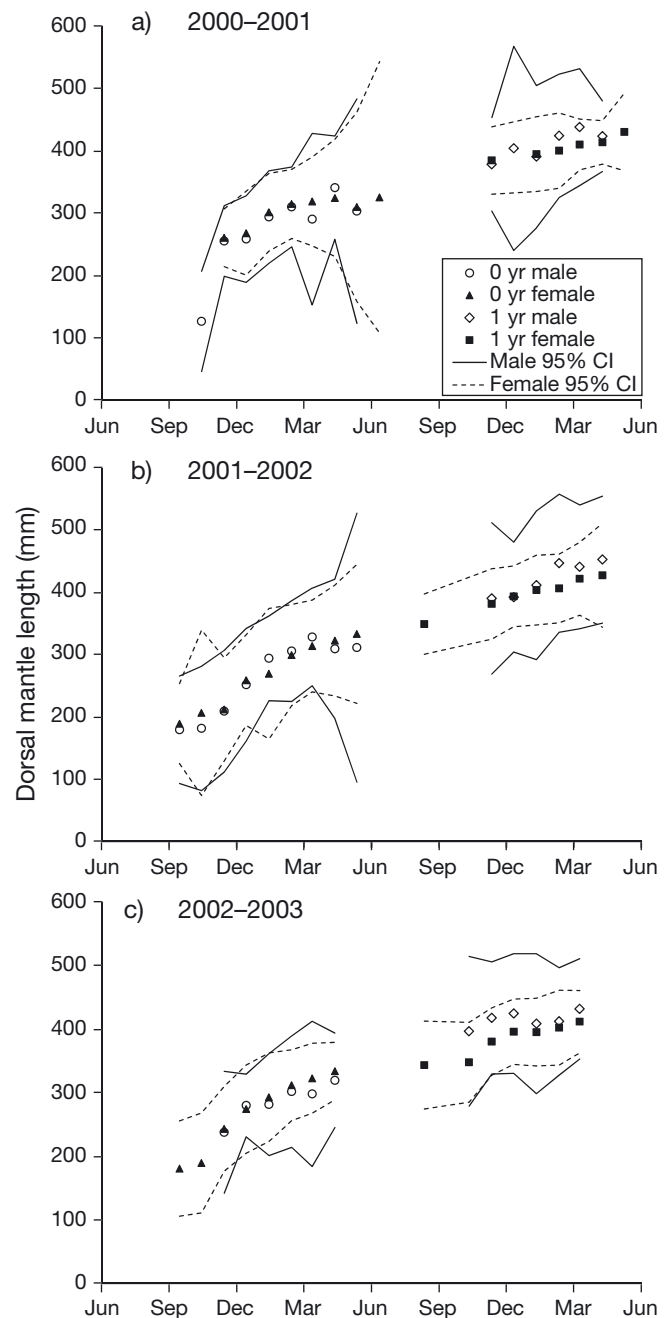 a) 2000–2001
600
500
400
300
200
100
0
0 yr male
0 yr female
1 yr male
1 yr female
Male 95% CI
Female 95% CI
Jun Sep Dec Mar Jun Sep Dec Mar Jun
b) 2001–2002
600
500
400
300
200
100
0
Dorsal mantle length (mm)
Jun Sep Dec Mar Jun Sep Dec Mar Jun
c) 2002–2003
600
500
400
300
200
100
0
Jun Sep Dec Mar Jun Sep Dec Mar Jun